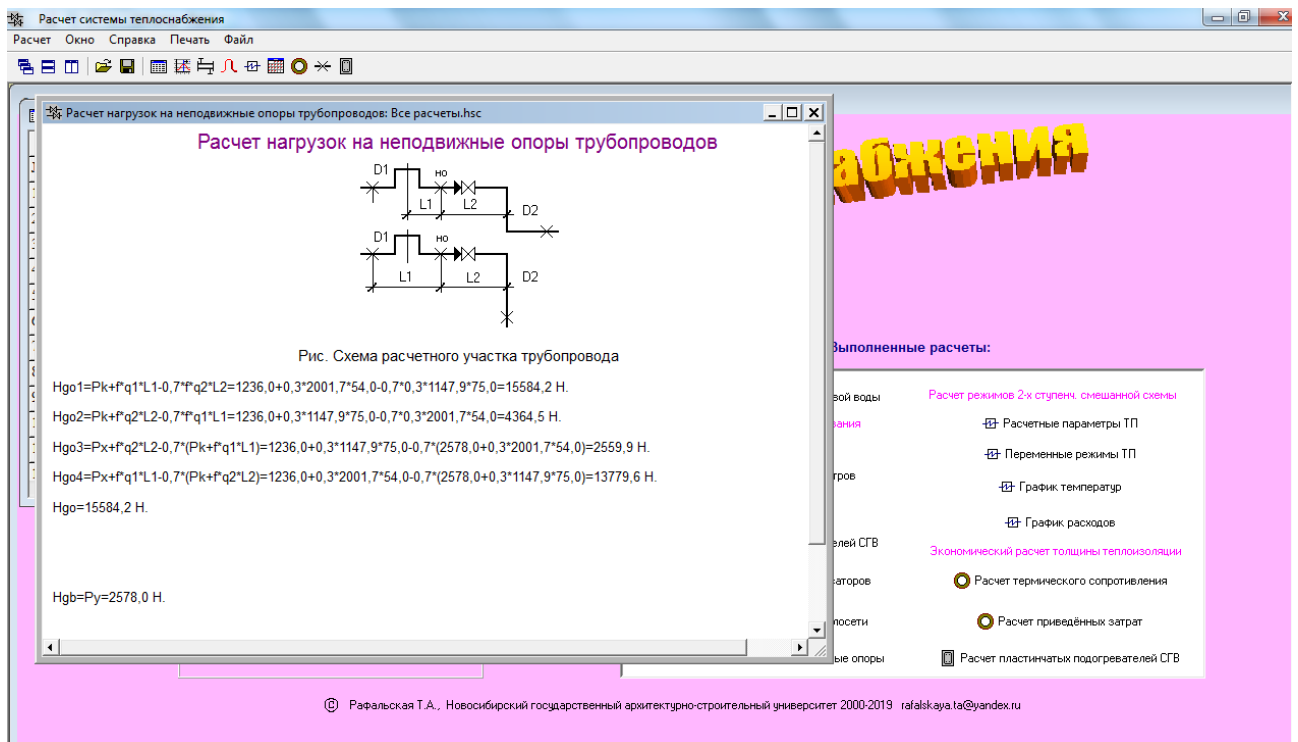 Расчет системы теплоснабжения
Расчет Окно Справка Печать Файл
Расчет нагрузок на неподвижные опоры трубопроводов: Все расчеты.hsc
Расчет нагрузок на неподвижные опоры трубопроводов
D1 но
L1 L2 D2
D1 но
L1 L2 D2
Рис. Схема расчетного участка трубопровода
Hgo1=Pk+f*q1*L1-0,7*f*q2*L2=1236,0+0,3*2001,7*54,0-0,7*0,3*1147,9*75,0=15584,2 Н.
Hgo2=Pk+f*q2*L2-0,7*f*q1*L1=1236,0+0,3*1147,9*75,0-0,7*0,3*2001,7*54,0=4364,5 Н.
Hgo3=Px+f*q2*L2-0,7*(Pk+f*q1*L1)=1236,0+0,3*1147,9*75,0-0,7*(2578,0+0,3*2001,7*54,0)=2559,9 Н.
Hgo4=Px+f*q1*L1-0,7*(Pk+f*q2*L2)=1236,0+0,3*2001,7*54,0-0,7*(2578,0+0,3*1147,9*75,0)=13779,6 Н.
Hgo=15584,2 Н.
Hgb=Py=2578,0 Н.
абжения
Выполненные расчеты:
вой воды
вания
тров
елей СГВ
заторов
лосети
ые опоры
Расчет режимов 2-х ступенч. смешанной схемы
Расчетные параметры ТП
Переменные режимы ТП
График температур
График расходов
Экономический расчет толщины теплоизоляции
Расчет термического сопротивления
Расчет приведённых затрат
Расчет пластинчатых подогревателей СГВ
© Рафальская Т.А., Новосибирский государственный архитектурно-строительный университет 2000-2019 rafalskaya.ta@yandex.ru